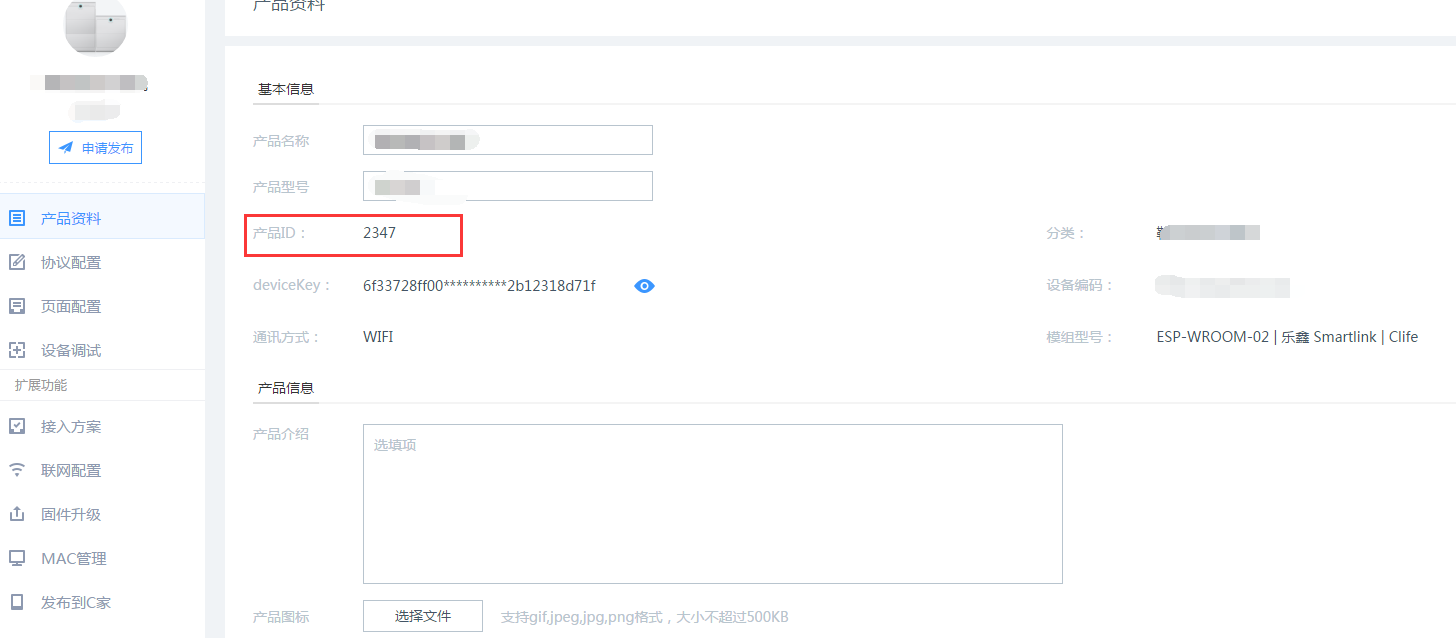 产品资料
申请发布
产品资料
协议配置
页面配置
设备调试
扩展功能
接入方案
联网配置
固件升级
MAC管理
发布到C家
基本信息
产品名称
产品型号
产品ID： 2347
分类：
deviceKey： 6f33728ff00**********2b12318d71f
设备编码：
通讯方式： WIFI
模组型号： ESP-WROOM-02 | 乐鑫 Smartlink | Clife
产品信息
产品介绍
选填项
产品图标 选择文件 支持gif,jpeg,jpg,png格式，大小不超过500KB